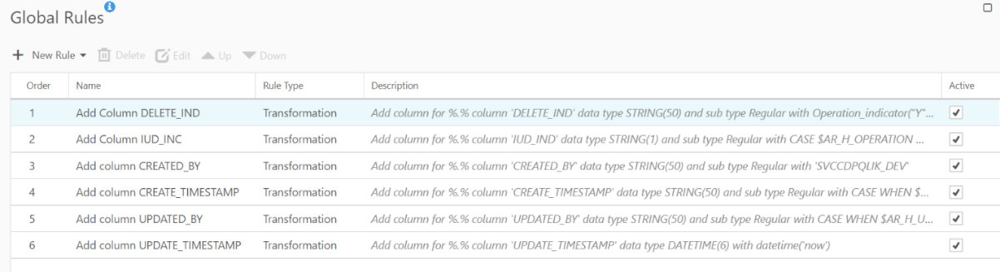 Global Rules
New Rule Delete Edit Up Down
Order Name Rule Type Description Active
1 Add Column DELETE_IND Transformation Add column for %.% column 'DELETE_IND' data type STRING(50) and sub type Regular with Operation_indicator("Y"...
2 Add Column IUD_INC Transformation Add column for %.% column 'IUD_IND' data type STRING(1) and sub type Regular with CASE $AR_H_OPERATION ...
3 Add column CREATED_BY Transformation Add column for %.% column 'CREATED_BY' data type STRING(50) and sub type Regular with 'SVCCDPQLIK_DEV'
4 Add column CREATE_TIMESTAMP Transformation Add column for %.% column 'CREATE_TIMESTAMP' data type STRING(50) and sub type Regular with CASE WHEN $...
5 Add column UPDATED_BY Transformation Add column for %.% column 'UPDATED_BY' data type STRING(50) and sub type Regular with CASE WHEN $AR_H_U...
6 Add column UPDATE_TIMESTAMP Transformation Add column for %.% column 'UPDATE_TIMESTAMP' data type DATETIME(6) with datetime('now')